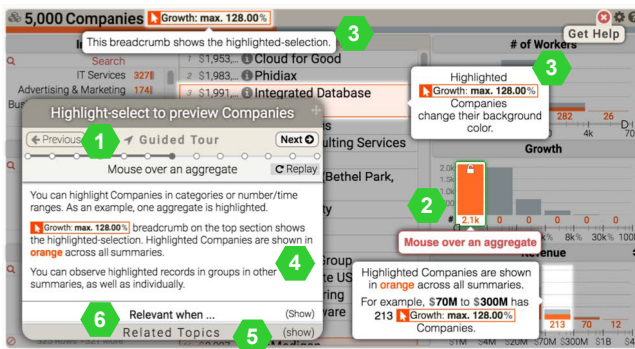 5,000 Companies Growth: max. 128.00%
This breadcrumb shows the highlighted-selection.
3
Get Help
Search
IT Services 327
Advertising & Marketing 174
$1,953,... Cloud for Good
2 $1,983,... Phidiax
3 $1,991,... Integrated Database
ulting Services
(Bethel Park,
# of Workers
3
Highlighted
Growth: max. 128.00%
Companies
change their background
color.
282 26
4k 70
Highlight-select to preview Companies
Previous
1
Guided Tour
Next
Mouse over an aggregate
Replay
You can highlight Companies in categories or number/time
ranges. As an example, one aggregate is highlighted.
Growth: max. 128.00% breadcrumb on the top section shows
the highlighted-selection. Highlighted Companies are shown in
orange across all summaries.
4
You can observe highlighted records in groups in other
summaries, as well as individually.
6
Relevant when ... (Show)
Related Topics
5
(show)
Growth
2.0k
1.5k
1.0k
2
# 2.1k 0 0 0 0 0
8k% 30k% 100
Mouse over an aggregate
Revenue
Highlighted Companies are shown
in orange across all summaries.
For example, $70M to $300M has
213 Growth: max. 128.00%
Companies.
213 70 12
$1M $4M $20M $70M $300M $1B $4